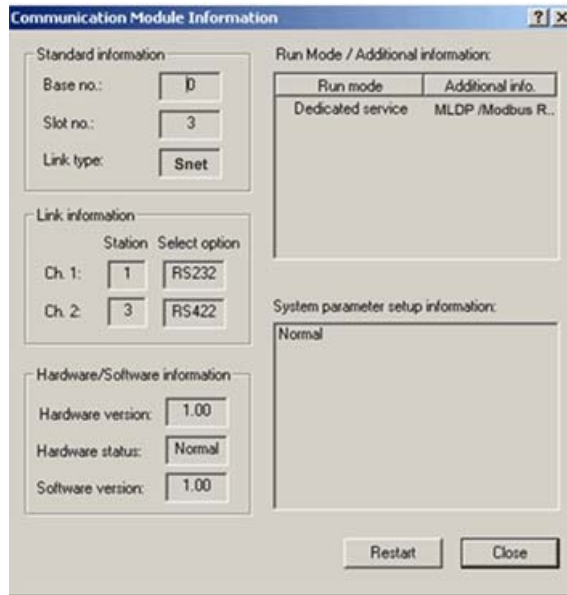 Communication Module Information
Standard information
Base no.: 0
Slot no.: 3
Link type: Snet
Link information
Station Select option
Ch. 1: 1 RS232
Ch. 2: 3 RS422
Hardware/Software information
Hardware version: 1.00
Hardware status: Normal
Software version: 1.00
Run Mode / Additional information:
Run mode Additional info.
Dedicated service MLDP /Modbus R..
System parameter setup information:
Normal
Restart Close